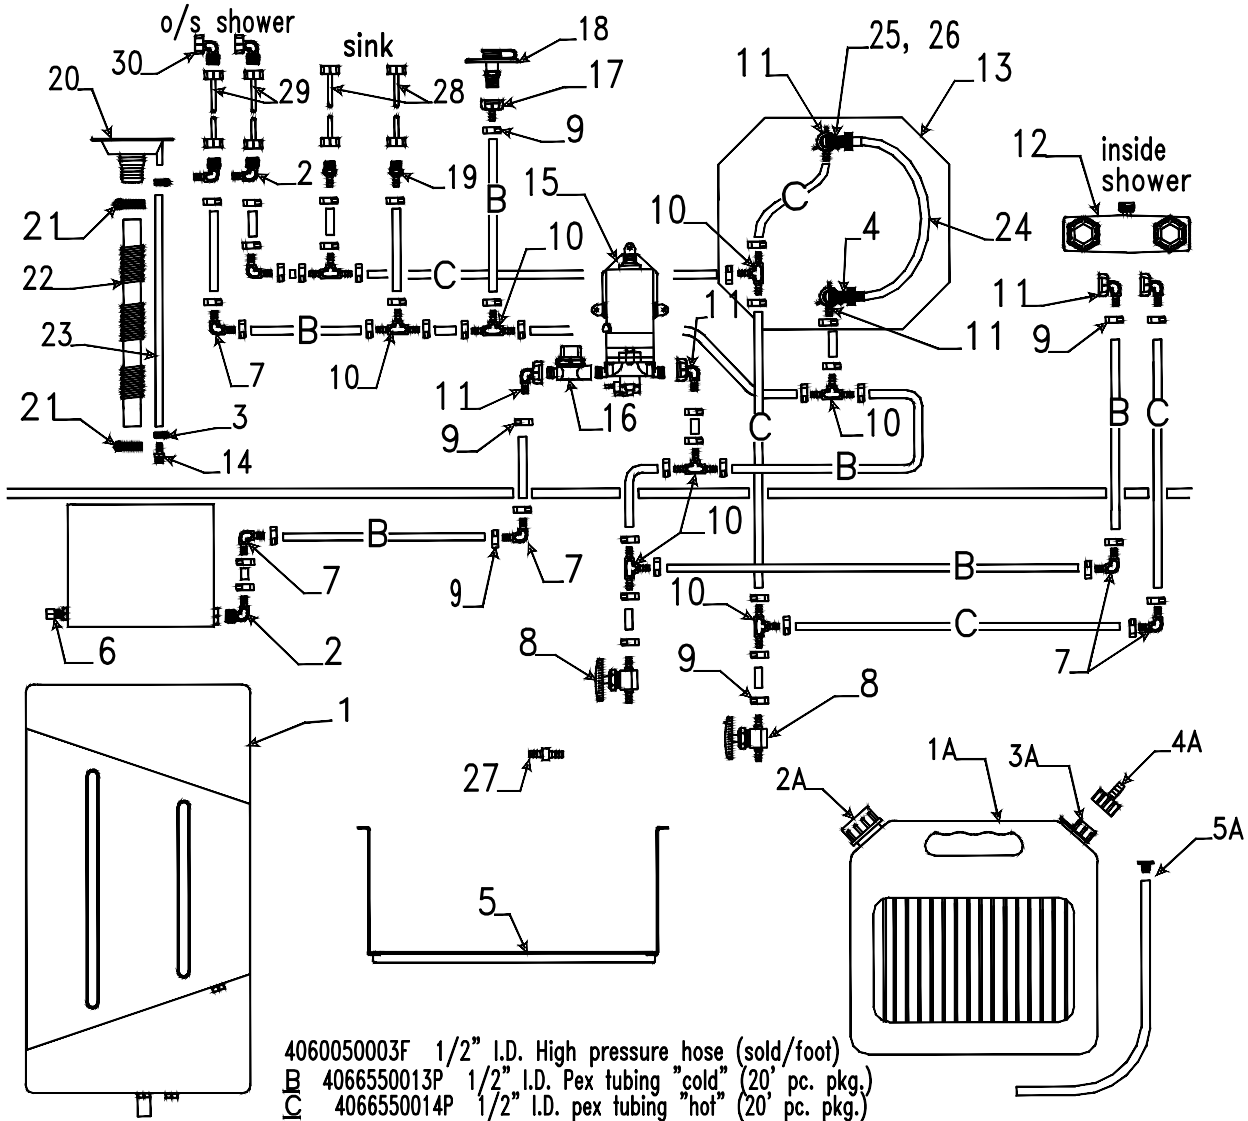 o/s shower
sink
18
25, 26
30
11
13
20
29
28
17
9
12
inside
shower
2
19
15
B
C
10
4
24
21
10
22
C
11
11
9
23
B
7
10
11
16
11
10
B
C
21
3
9
C
14
B
10
B
7
9
7
B
10
6
2
8
C
9
7
8
1
27
1A
3A
4A
2A
5A
5
4060050003F 1/2" I.D. High pressure hose (sold/foot)
B 4066550013P 1/2" I.D. Pex tubing "cold" (20' pc. pkg.)
C 4066550014P 1/2" I.D. pex tubing "hot" (20' pc. pkg.)